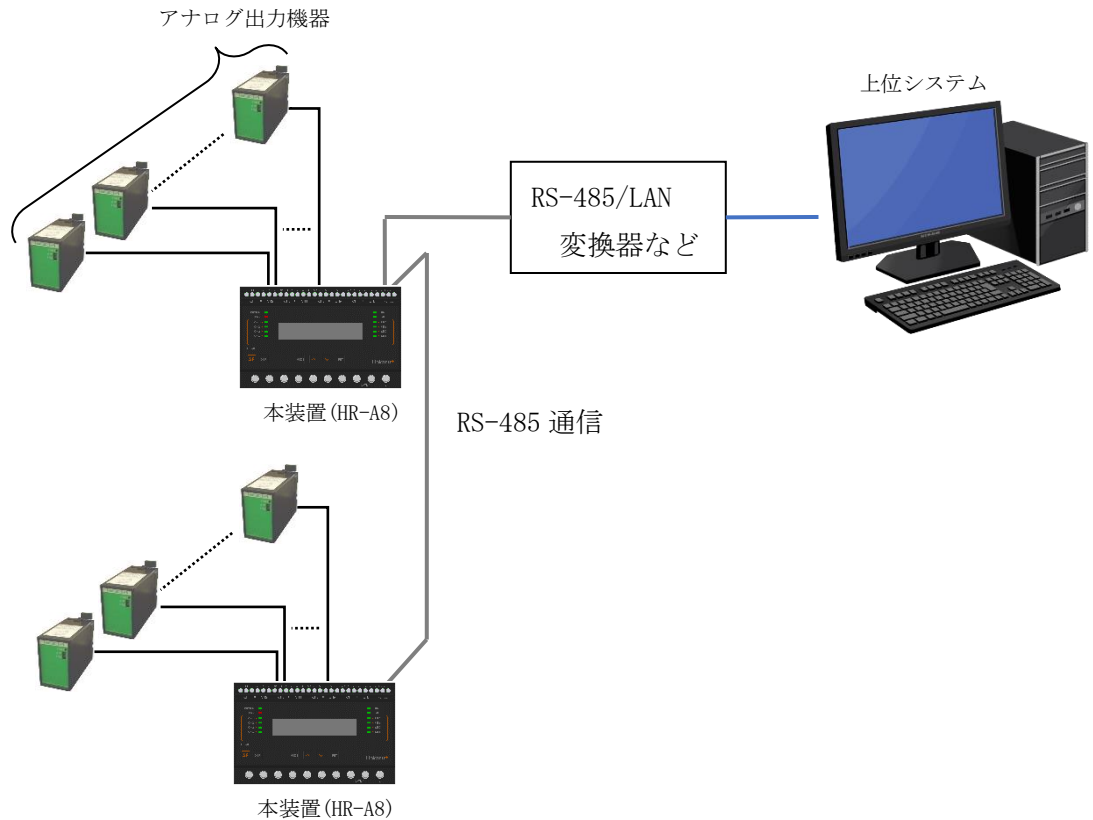 アナログ出力機器
上位システム
RS-485/LAN
変換器など
本装置(HR-A8)
RS-485 通信
本装置(HR-A8)